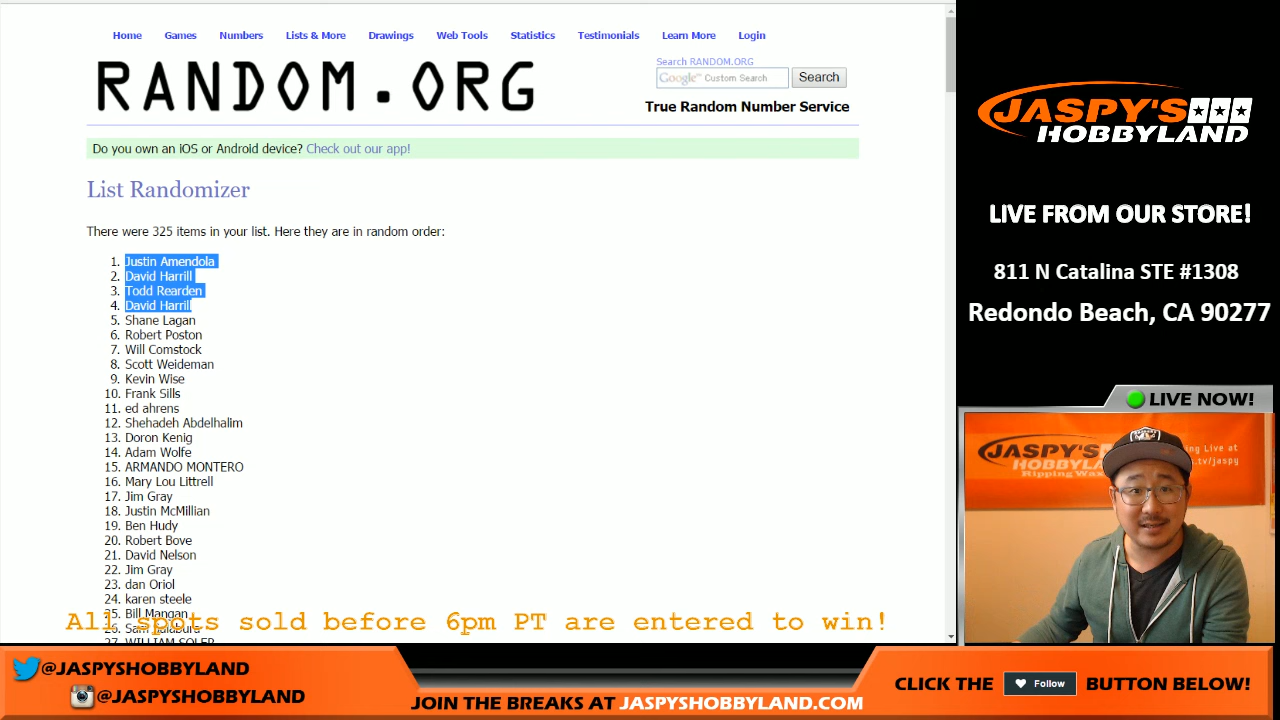 Home Games Numbers Lists & More Drawings Web Tools Statistics Testimonials Learn More Login
RANDOM.ORG
Search RANDOM.ORG
Google™ Custom Search Search
True Random Number Service
Do you own an iOS or Android device? Check out our app!
List Randomizer
There were 325 items in your list. Here they are in random order:
1. Justin Amendola
2. David Harrill
3. Todd Rearden
4. David Harrill
5. Shane Lagan
6. Robert Poston
7. Will Comstock
8. Scott Weideman
9. Kevin Wise
10. Frank Sills
11. ed ahrens
12. Shehadeh Abdelhalim
13. Doron Kenig
14. Adam Wolfe
15. ARMANDO MONTERO
16. Mary Lou Littrell
17. Jim Gray
18. Justin McMillian
19. Ben Hudy
20. Robert Bove
21. David Nelson
22. Jim Gray
23. dan Oriol
24. karen steele
25. Bill Mangan
All spots sold before 6pm PT are entered to win!
27. WILLIAM SOLER
JASPY'S
HOBBYLAND
LIVE FROM OUR STORE!
811 N Catalina STE #1308
Redondo Beach, CA 90277
LIVE NOW!
JASPY'S
HOBBYLAND
Ripping Wax
ing Live at
.tv/jaspy
@JASPYSHOBBYLAND
@JASPYSHOBBYLAND
JOIN THE BREAKS AT JASPYSHOBBYLAND.COM
CLICK THE Follow BUTTON BELOW!